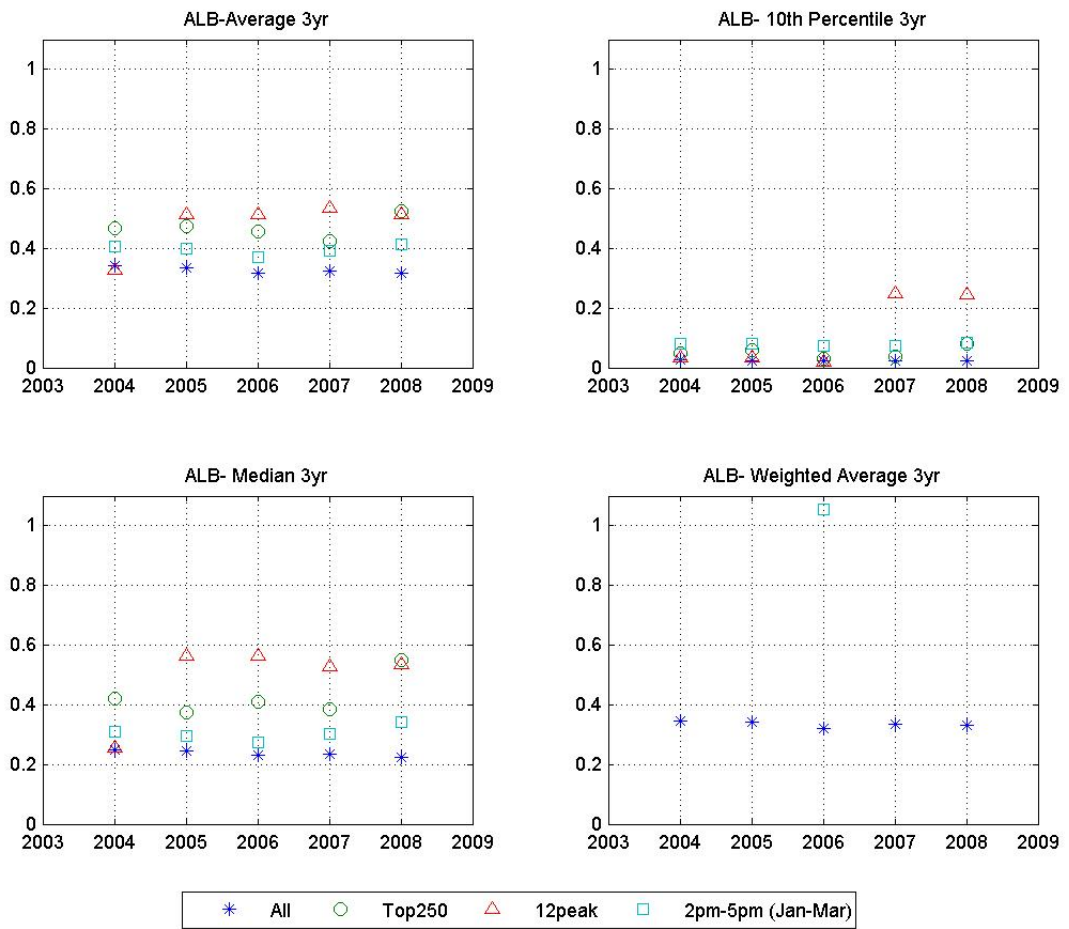 ALB-Average 3yr
1
0.8
0.6
0.4
0.2
0
2003 2004 2005 2006 2007 2008 2009
ALB- 10th Percentile 3yr
1
0.8
0.6
0.4
0.2
0
2003 2004 2005 2006 2007 2008 2009
ALB- Median 3yr
1
0.8
0.6
0.4
0.2
0
2003 2004 2005 2006 2007 2008 2009
ALB- Weighted Average 3yr
1
0.8
0.6
0.4
0.2
0
2003 2004 2005 2006 2007 2008 2009
All Top250 12peak 2pm-5pm (Jan-Mar)